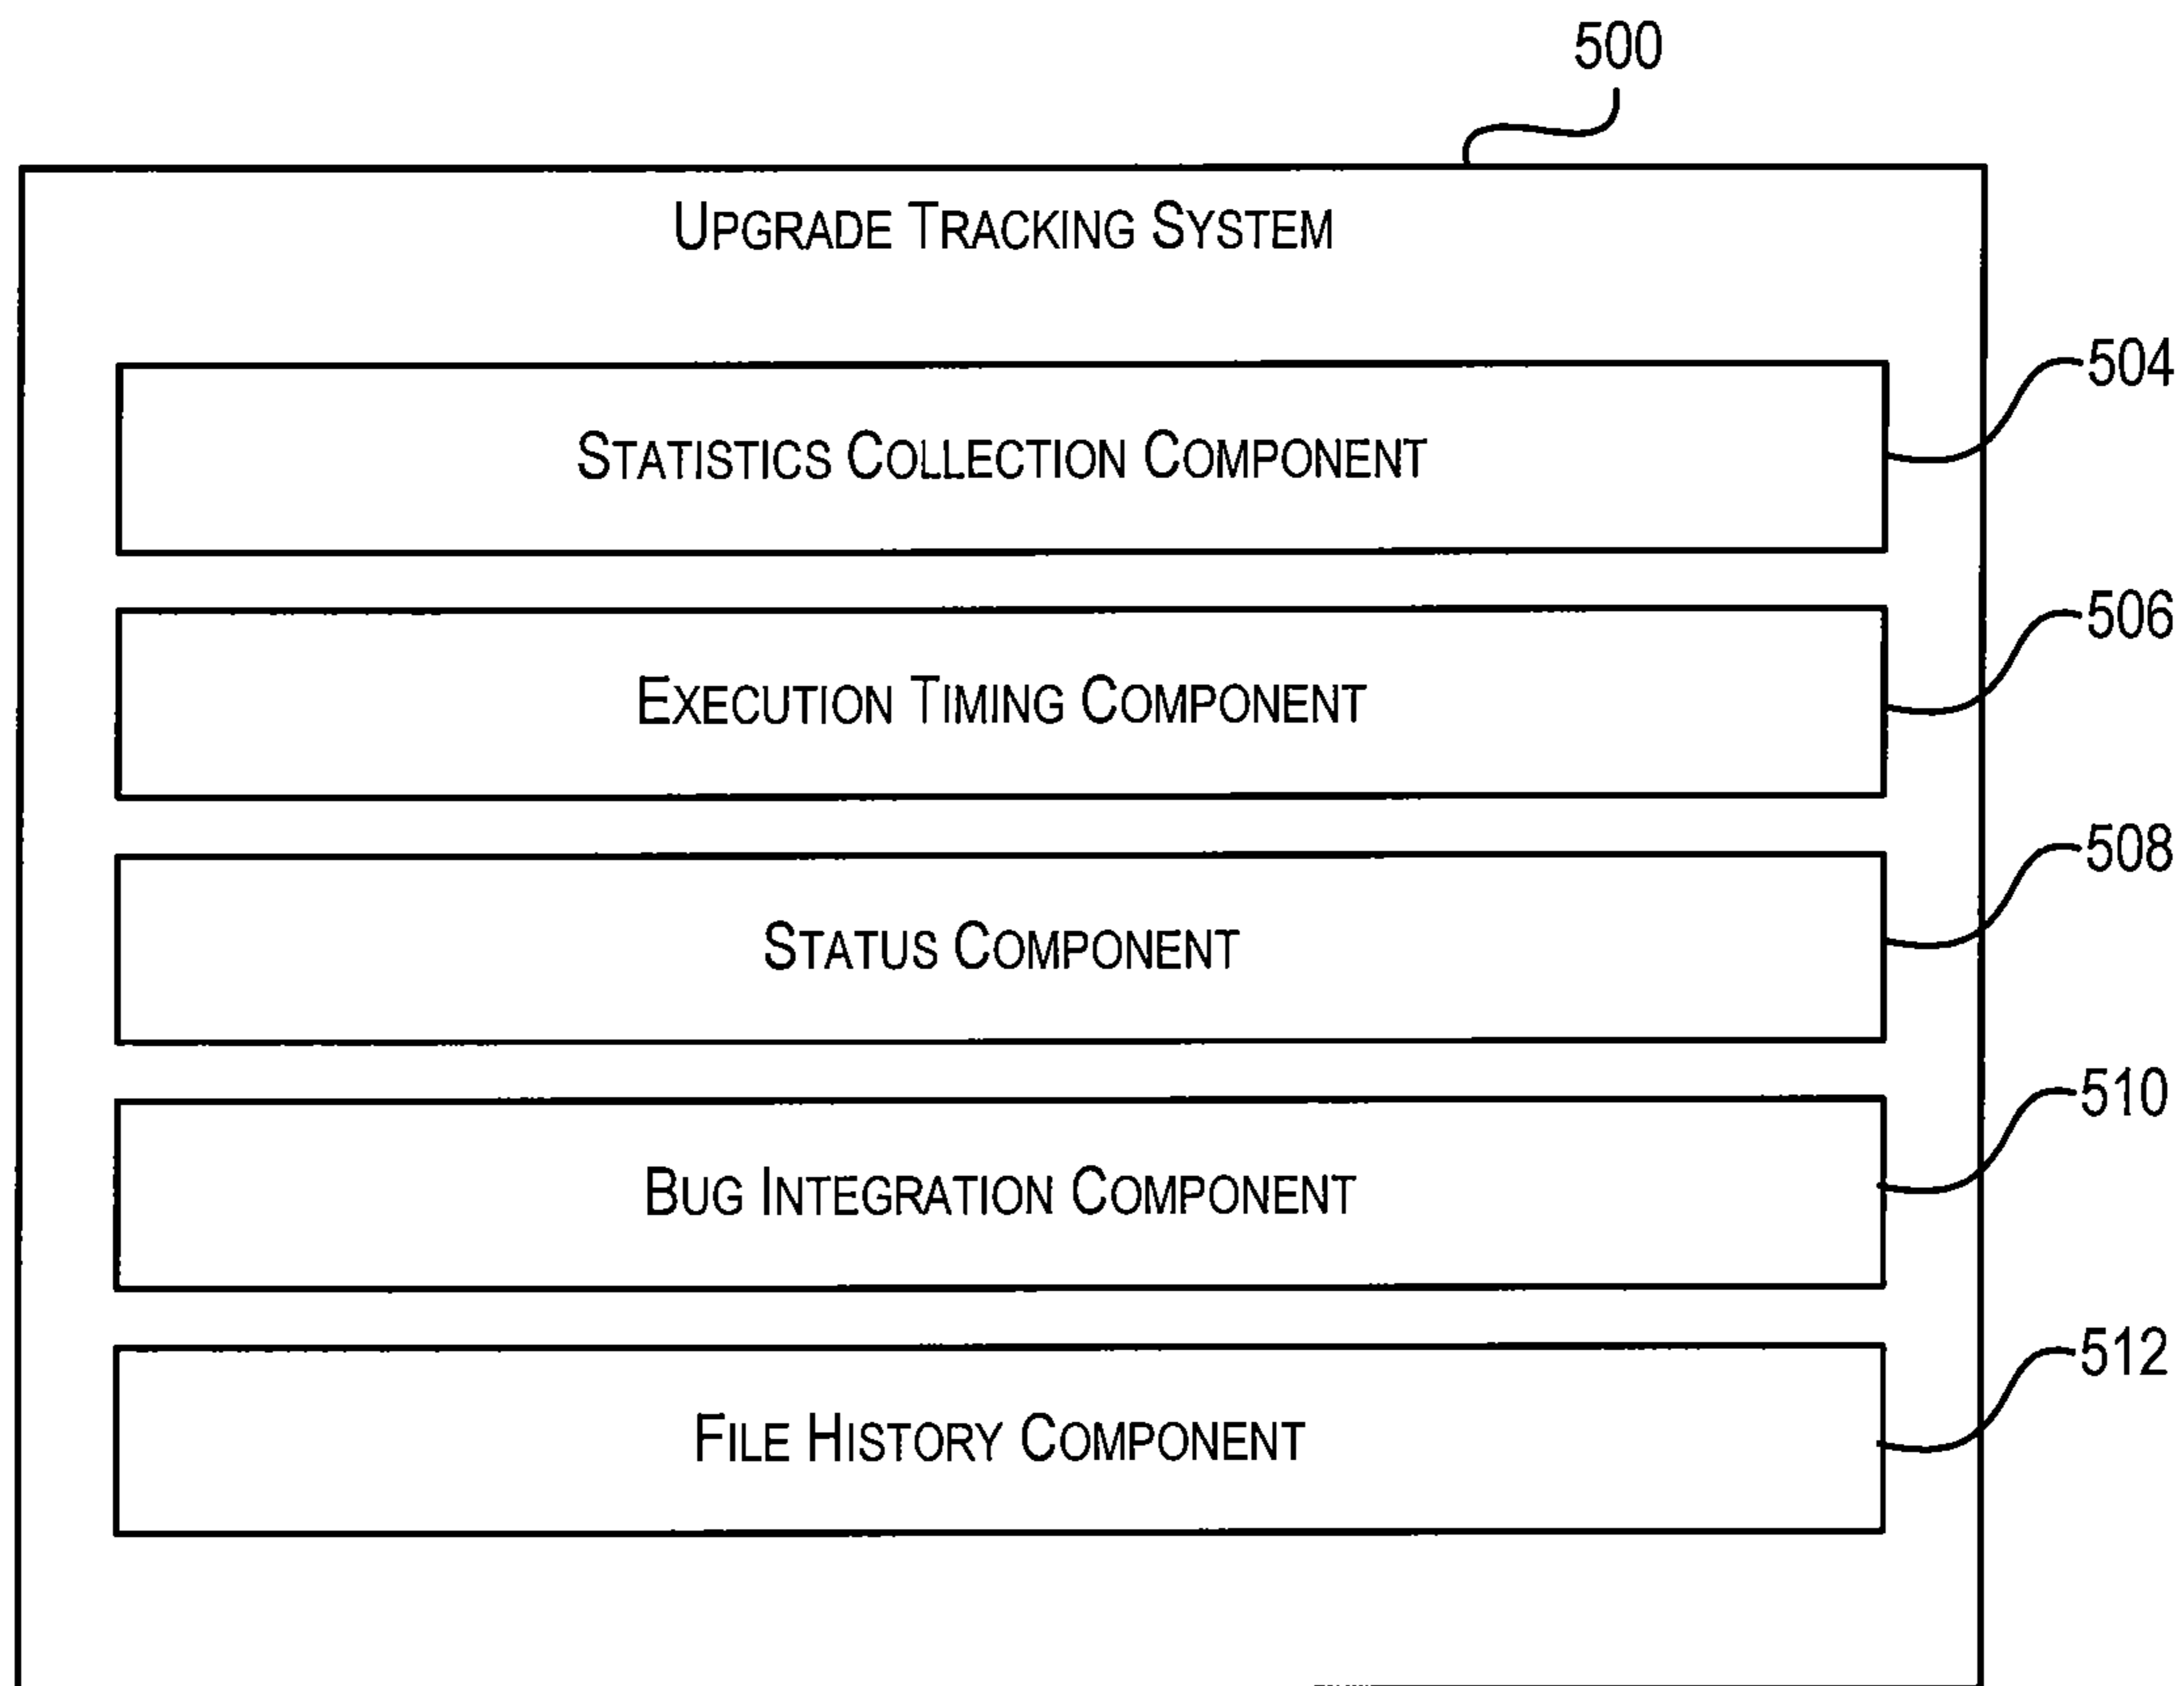 500
UPGRADE TRACKING SYSTEM
504
STATISTICS COLLECTION COMPONENT
506
EXECUTION TIMING COMPONENT
508
STATUS COMPONENT
510
BUG INTEGRATION COMPONENT
512
FILE HISTORY COMPONENT